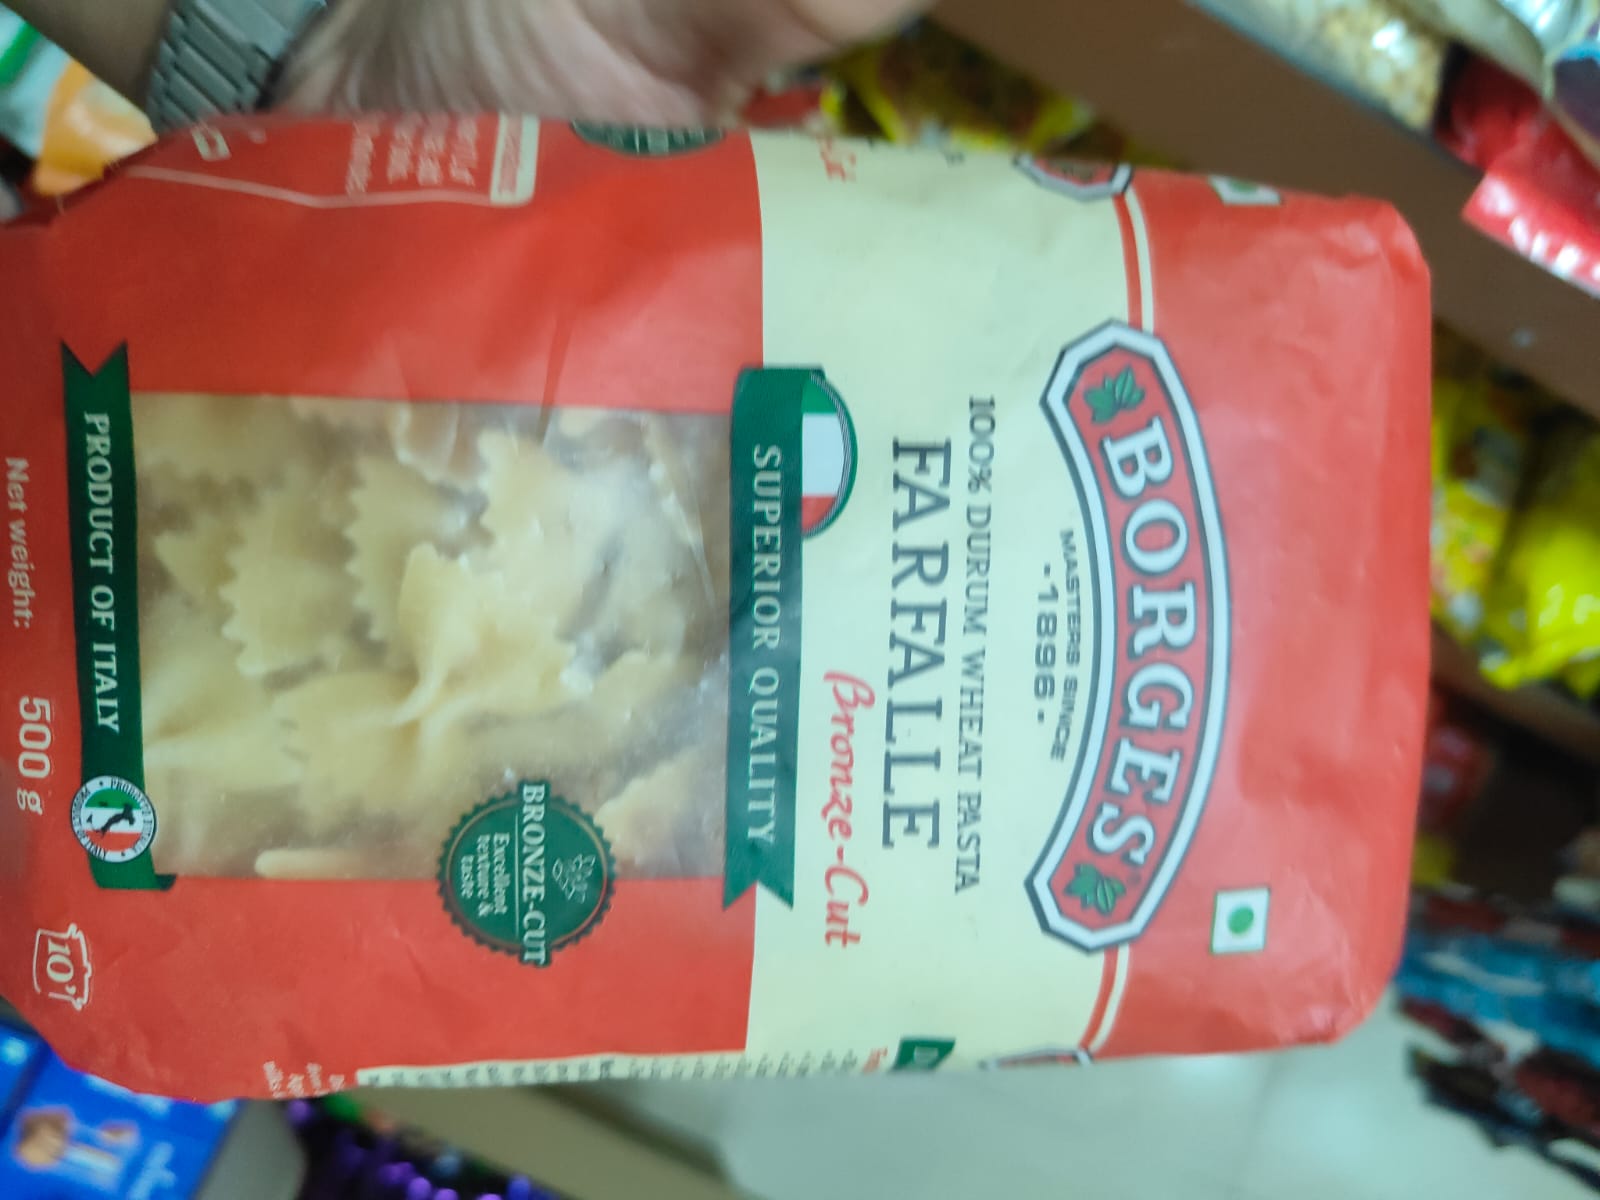 BORGES
MASTERS SINCE
·1896·
100% DURUM WHEAT PASTA
FARFALLE
Bronze-Cut
SUPERIOR QUALITY
BRONZE-CUT
Excellent
texture &
taste
PRODUCT OF ITALY
Net weight: 500 g
10'